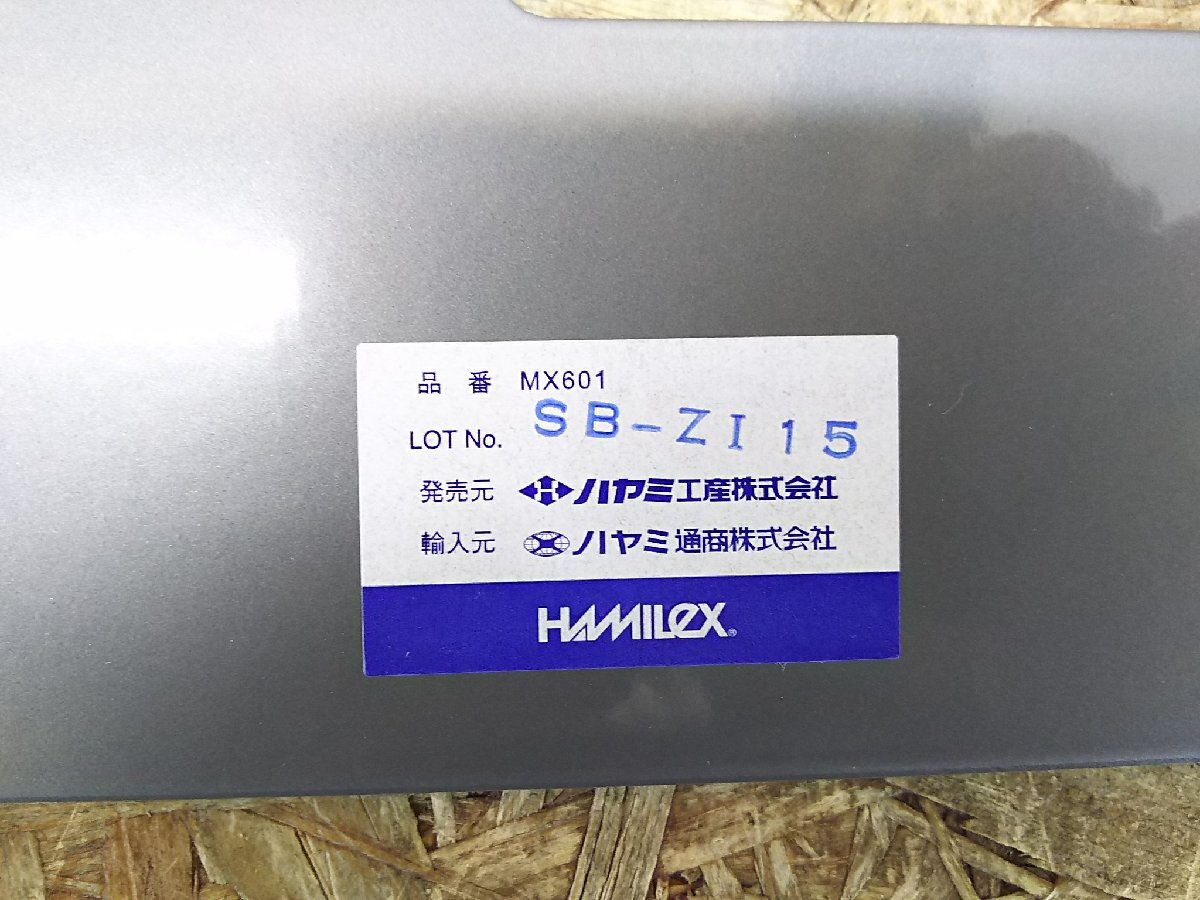 品番 MX601
LOT No. SB-ZI15
発売元 ハヤミ工産株式会社
輸入元 ハヤミ通商株式会社
HAMILeX®